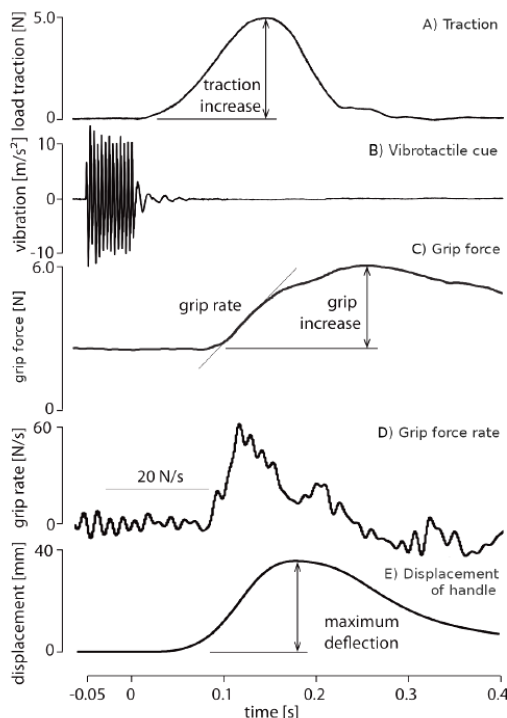 5.0
load traction [N]
A) Traction
traction
increase
0
10
vibration [m/s²]
B) Vibrotactile cue
0
-10
C) Grip force
6.0
grip force [N]
grip rate
grip
increase
0
60
grip rate [N/s]
D) Grip force rate
20 N/s
0
40
displacement [mm]
E) Displacement
of handle
maximum
deflection
0
-0.05 0 0.1 0.2 0.3 0.4
time [s]